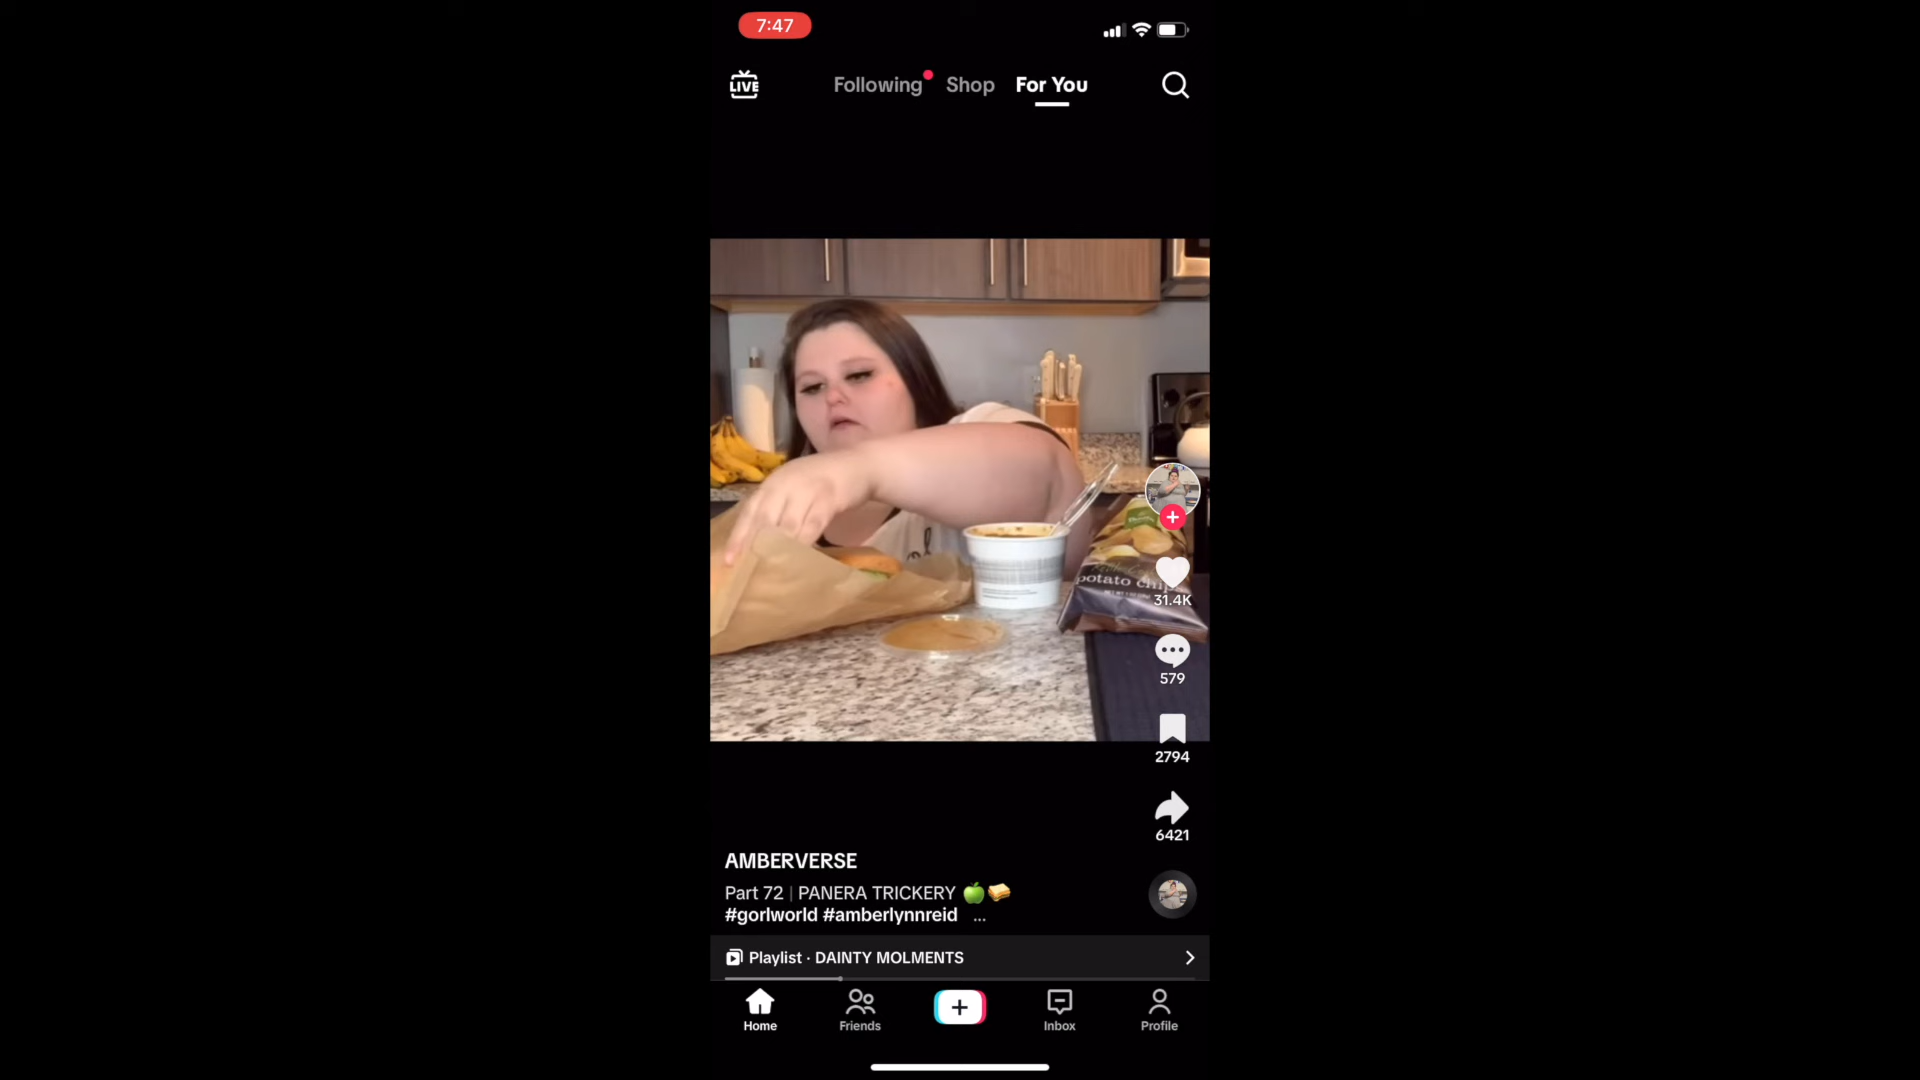 7:47
LIVE
Following Shop For You
potato chips
31.4K
579
2794
6421
AMBERVERSE
Part 72 | PANERA TRICKERY 🍏🥪
#gorlworld #amberlynnreid ...
Playlist · DAINTY MOLMENTS
Home Friends Inbox Profile